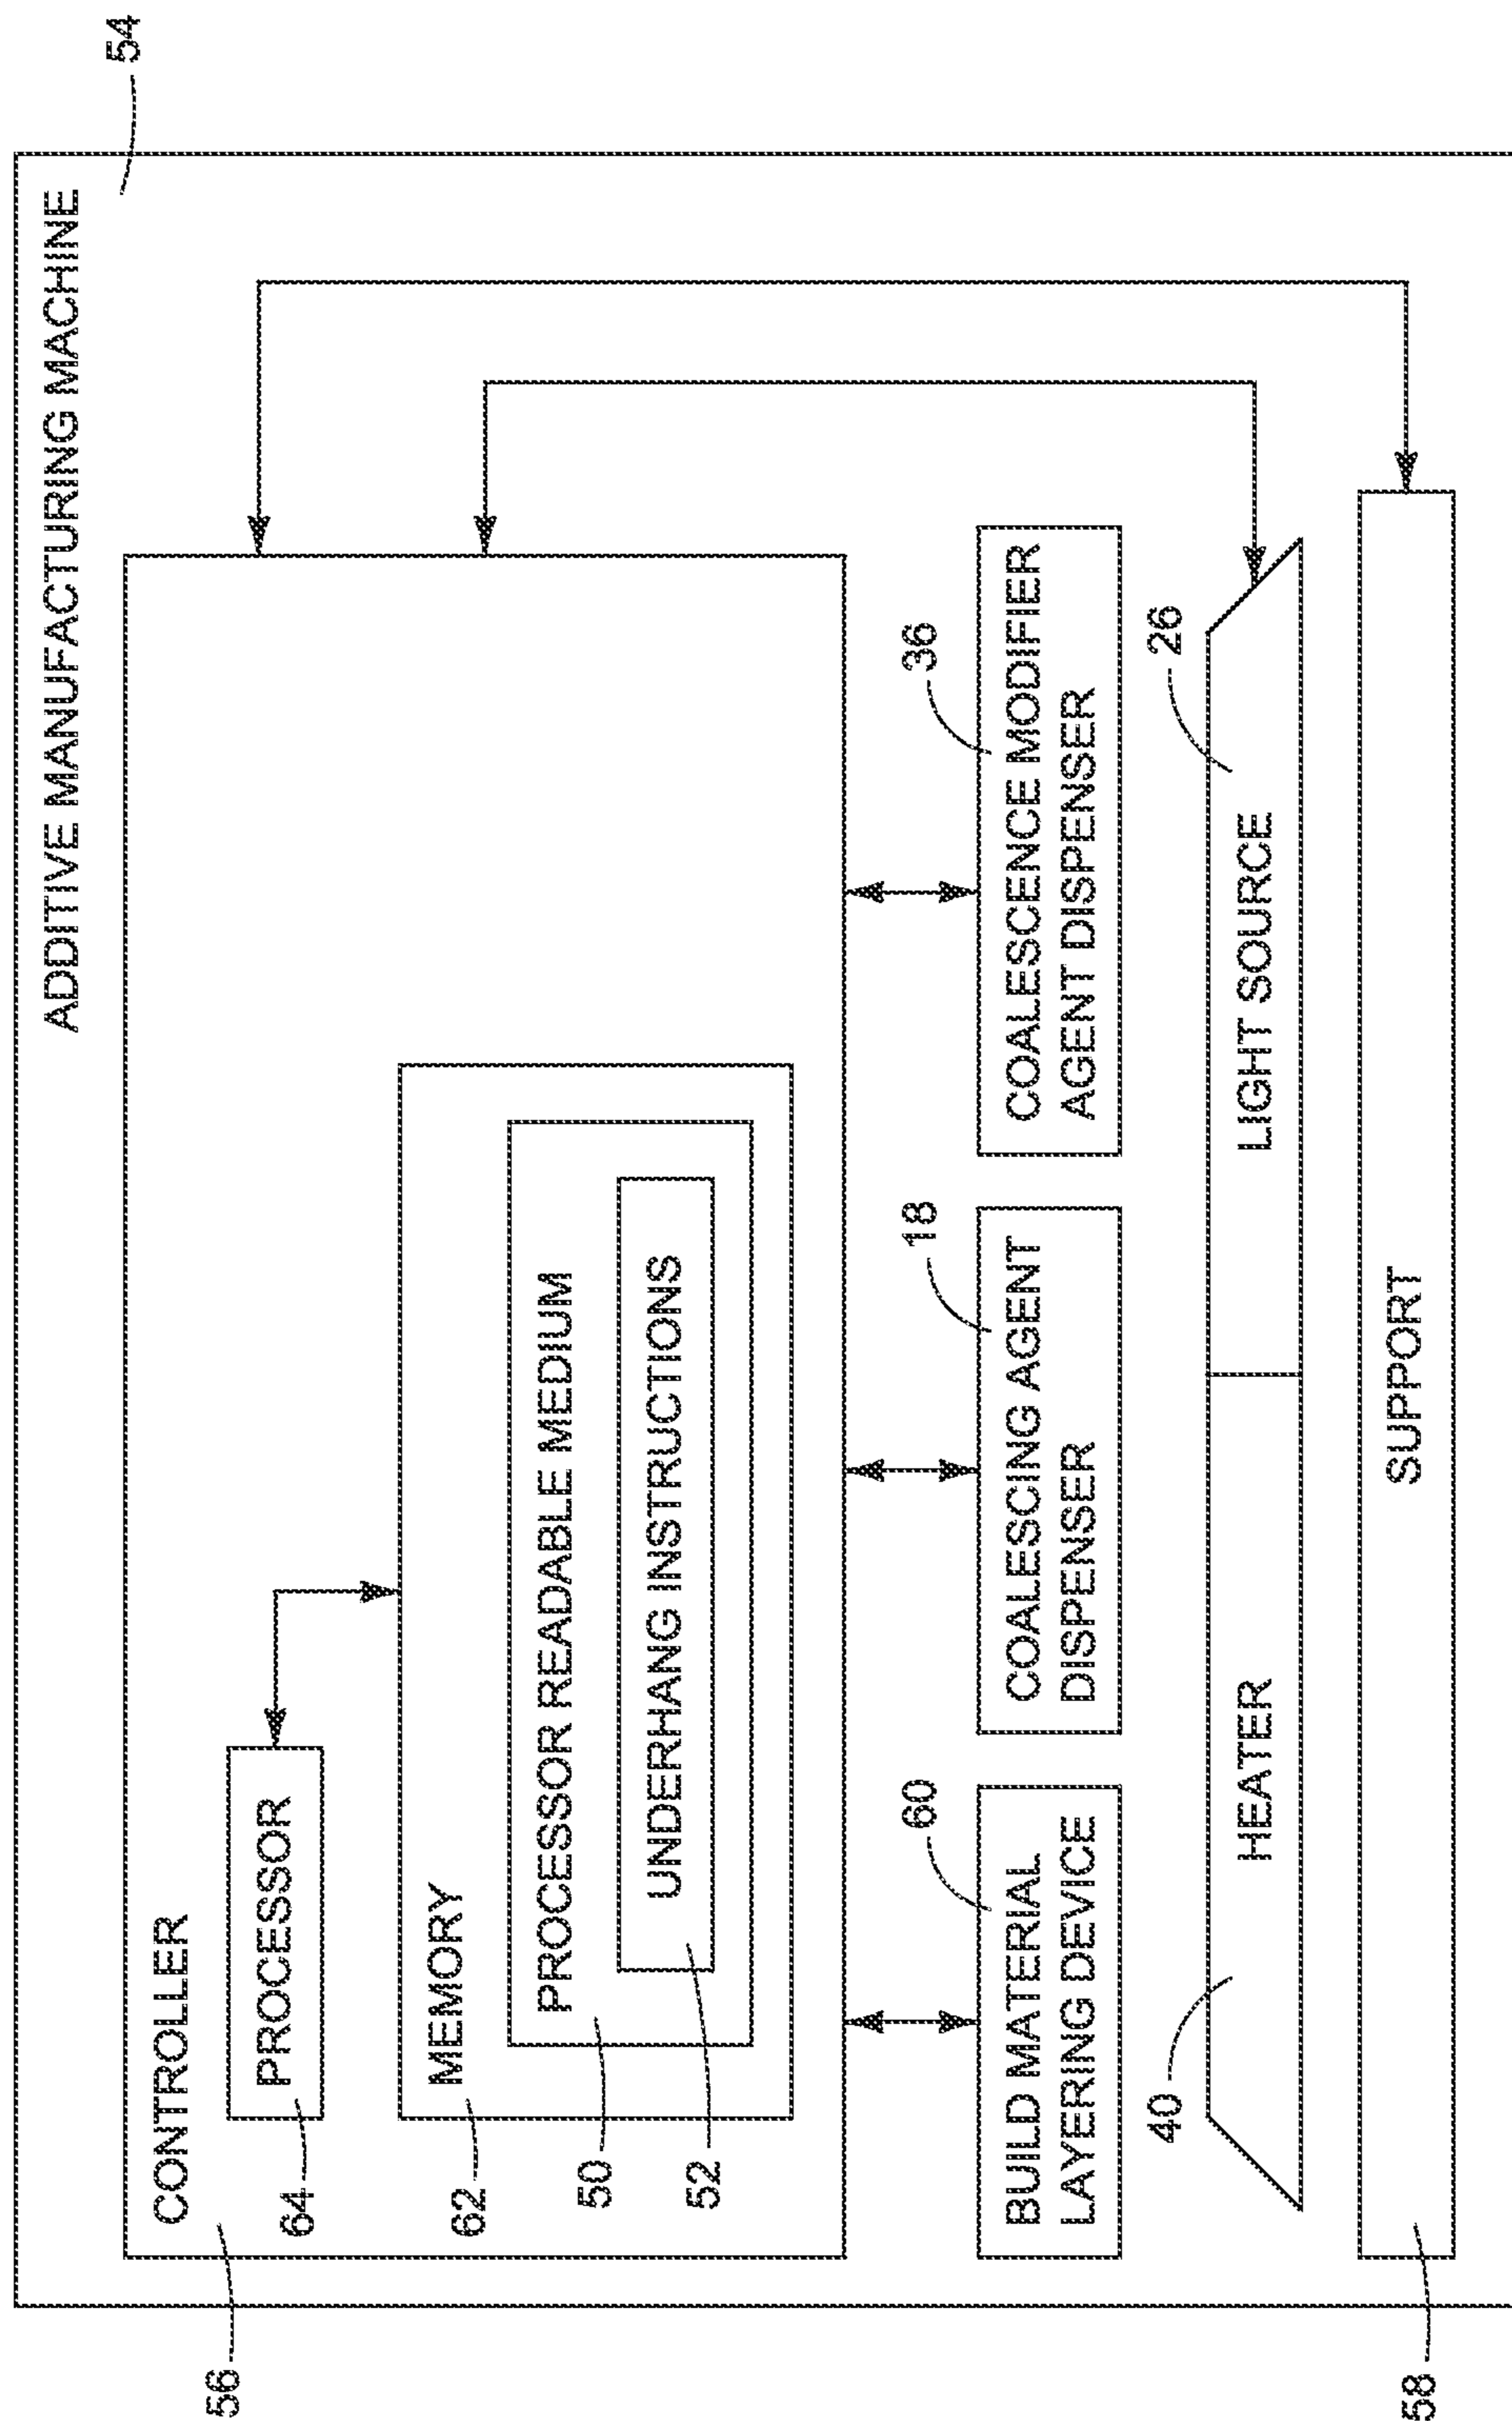 54
ADDITIVE MANUFACTURING MACHINE
56
CONTROLLER
64
PROCESSOR
62
MEMORY
50
PROCESSOR READABLE MEDIUM
52
UNDERHANG INSTRUCTIONS
60
18
36
BUILD MATERIAL
LAYERING DEVICE
COALESCING AGENT
DISPENSER
COALESCENCE MODIFIER
AGENT DISPENSER
40
26
HEATER
LIGHT SOURCE
58
SUPPORT